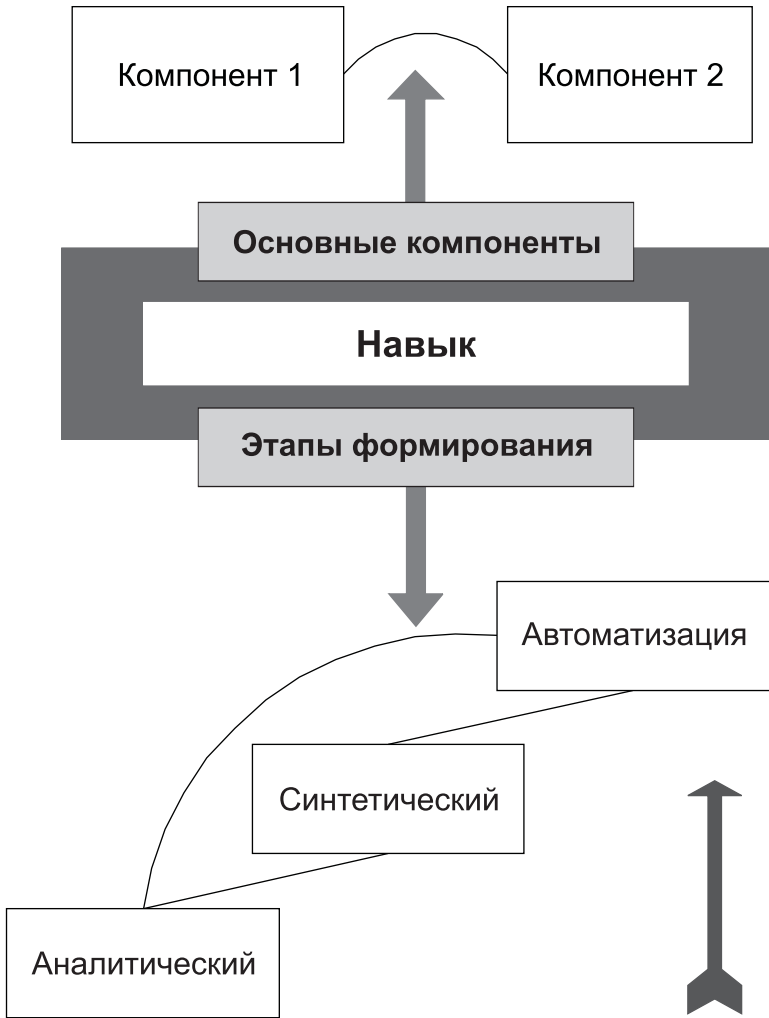 Компонент 1
Компонент 2
Основные компоненты
Навык
Этапы формирования
Автоматизация
Синтетический
Аналитический